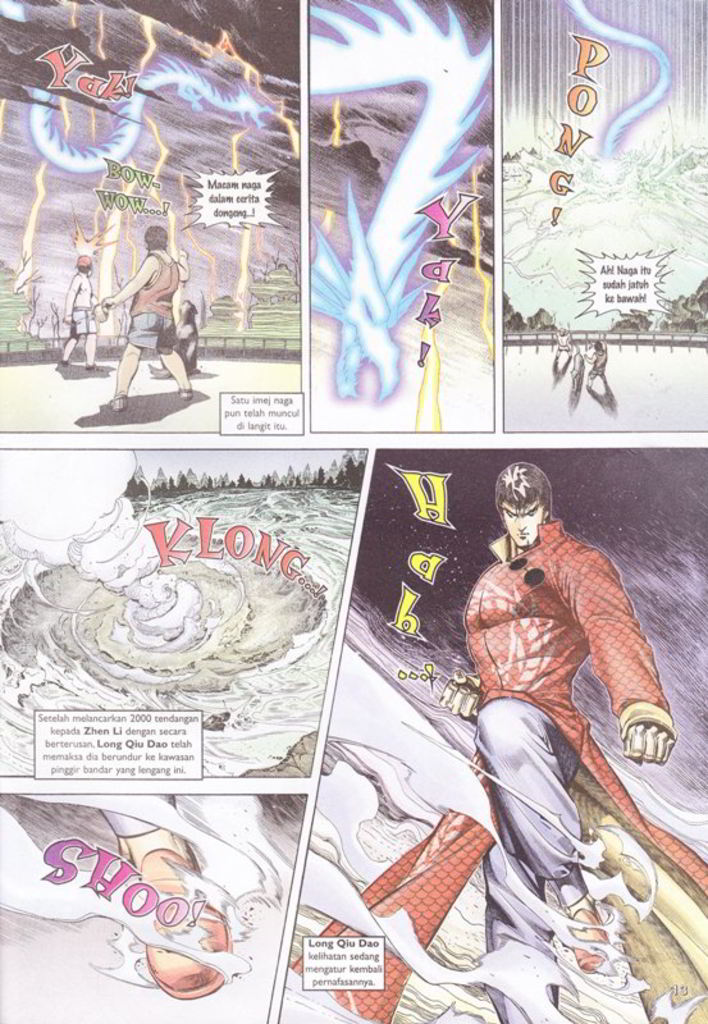 Yak!
BOW-
WOW...!
Macam naga
dalam cerita
dongeng..!
Satu imej naga
pun telah muncul
di langit itu.
Yak!
PONG!
Ah! Naga itu
sudah jatuh
ke bawah!
KLONG...!
Setelah melancarkan 2000 tendangan
kepada Zhen Li dengan secara
berterusan, Long Qiu Dao telah
memaksa dia berundur ke kawasan
pinggir bandar yang lengang ini.
Hah...!
SHOO!
Long Qiu Dao
kelihatan sedang
mengatur kembali
pernafasannya.
13